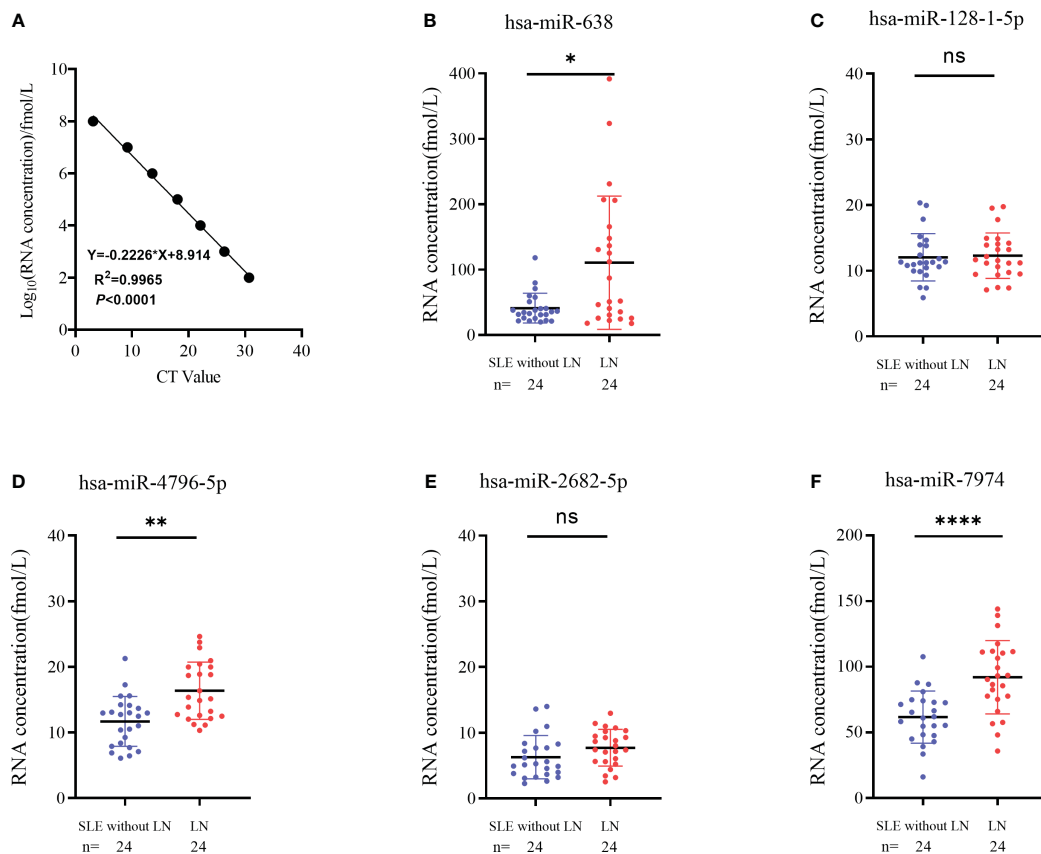 A
Log10(RNA concentration)/fmol/L
10
8
6
4
2
0
Y=-0.2226*X+8.914
R2=0.9965
P<0.0001
0 10 20 30 40
CT Value
B
hsa-miR-638
*
RNA concentration(fmol/L)
400
300
200
100
0
SLE without LN LN
n= 24 24
C
hsa-miR-128-1-5p
ns
RNA concentration(fmol/L)
40
30
20
10
0
SLE without LN LN
n= 24 24
D
hsa-miR-4796-5p
**
RNA concentration(fmol/L)
40
30
20
10
0
SLE without LN LN
n= 24 24
E
hsa-miR-2682-5p
ns
RNA concentration(fmol/L)
40
30
20
10
0
SLE without LN LN
n= 24 24
F
hsa-miR-7974
****
RNA concentration(fmol/L)
200
150
100
50
0
SLE without LN LN
n= 24 24